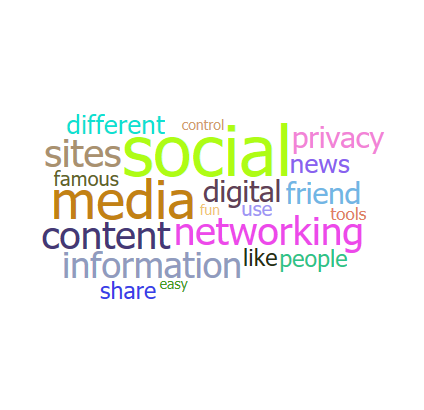 different control
social privacy
sites news
famous
media digital friend
fun use tools
content networking
information like people
share easy